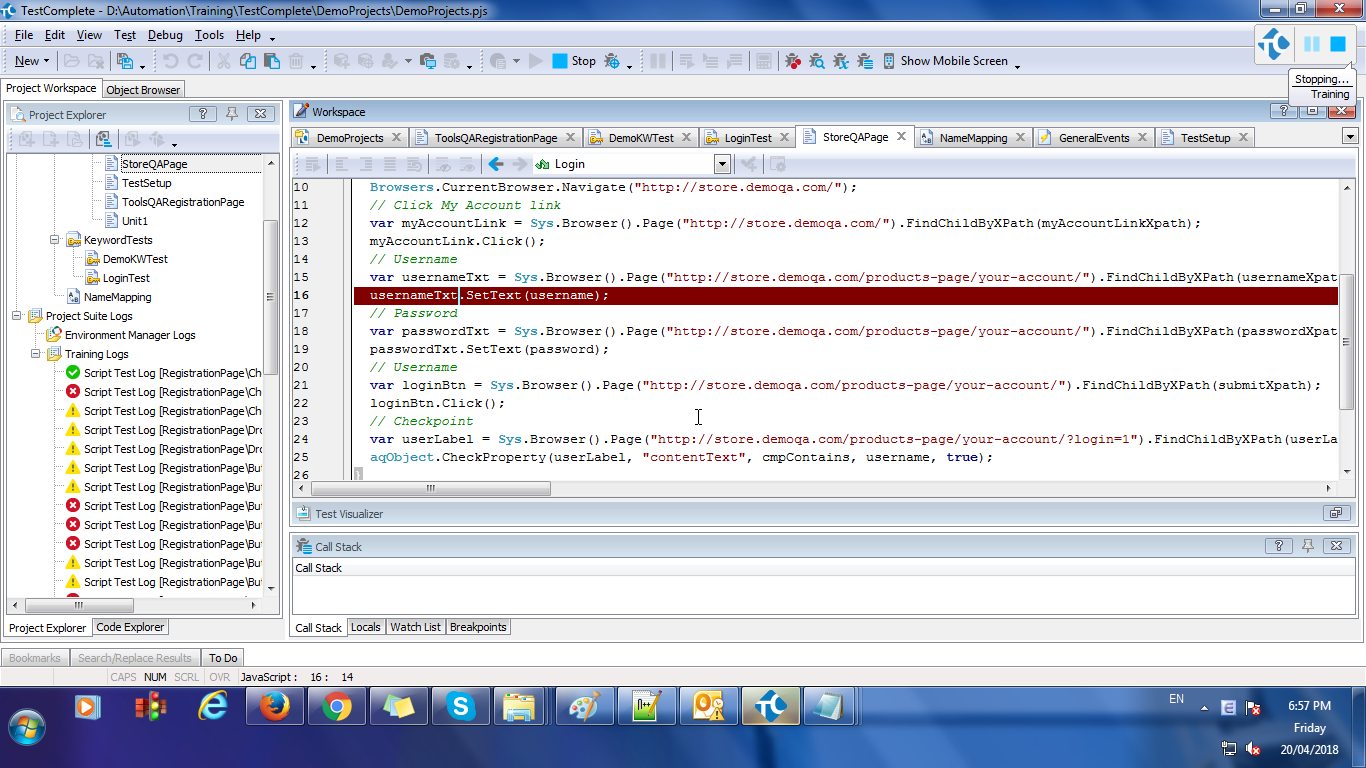 TestComplete - D:\Automation\Training\TestComplete\DemoProjects\DemoProjects.pjs
File Edit View Test Debug Tools Help
New Stop Show Mobile Screen
Stopping...
Training
Project Workspace Object Browser
Project Explorer
Workspace
DemoProjects ToolsQARegistrationPage DemoKWTest LoginTest StoreQAPage NameMapping GeneralEvents TestSetup
Login
StoreQAPage
TestSetup
ToolsQARegistrationPage
Unit1
KeywordTests
DemoKWTest
LoginTest
NameMapping
Project Suite Logs
Environment Manager Logs
Training Logs
Script Test Log [RegistrationPage\Ch
Script Test Log [RegistrationPage\Ch
Script Test Log [RegistrationPage\Ch
Script Test Log [RegistrationPage\Dro
Script Test Log [RegistrationPage\Dro
Script Test Log [RegistrationPage\But
Script Test Log [RegistrationPage\But
Script Test Log [RegistrationPage\But
Script Test Log [RegistrationPage\But
Script Test Log [RegistrationPage\But
Script Test Log [RegistrationPage\But
Script Test Log [RegistrationPage\But
10 Browsers.CurrentBrowser.Navigate("http://store.demoqa.com/");
11 // Click My Account link
12 var myAccountLink = Sys.Browser().Page("http://store.demoqa.com/").FindChildByXPath(myAccountLinkXpath);
13 myAccountLink.Click();
14 // Username
15 var usernameTxt = Sys.Browser().Page("http://store.demoqa.com/products-page/your-account/").FindChildByXPath(usernameXpat
16 usernameTxt.SetText(username);
17 // Password
18 var passwordTxt = Sys.Browser().Page("http://store.demoqa.com/products-page/your-account/").FindChildByXPath(passwordXpat
19 passwordTxt.SetText(password);
20 // Username
21 var loginBtn = Sys.Browser().Page("http://store.demoqa.com/products-page/your-account/").FindChildByXPath(submitXpath);
22 loginBtn.Click();
23 // Checkpoint
24 var userLabel = Sys.Browser().Page("http://store.demoqa.com/products-page/your-account/?login=1").FindChildByXPath(userLa
25 aqObject.CheckProperty(userLabel, "contentText", cmpContains, username, true);
26 }
Test Visualizer
Call Stack
Call Stack
Call Stack Locals Watch List Breakpoints
Project Explorer Code Explorer
Bookmarks Search/Replace Results To Do
CAPS NUM SCRL OVR JavaScript : 16 : 14
EN
6:57 PM
Friday
20/04/2018